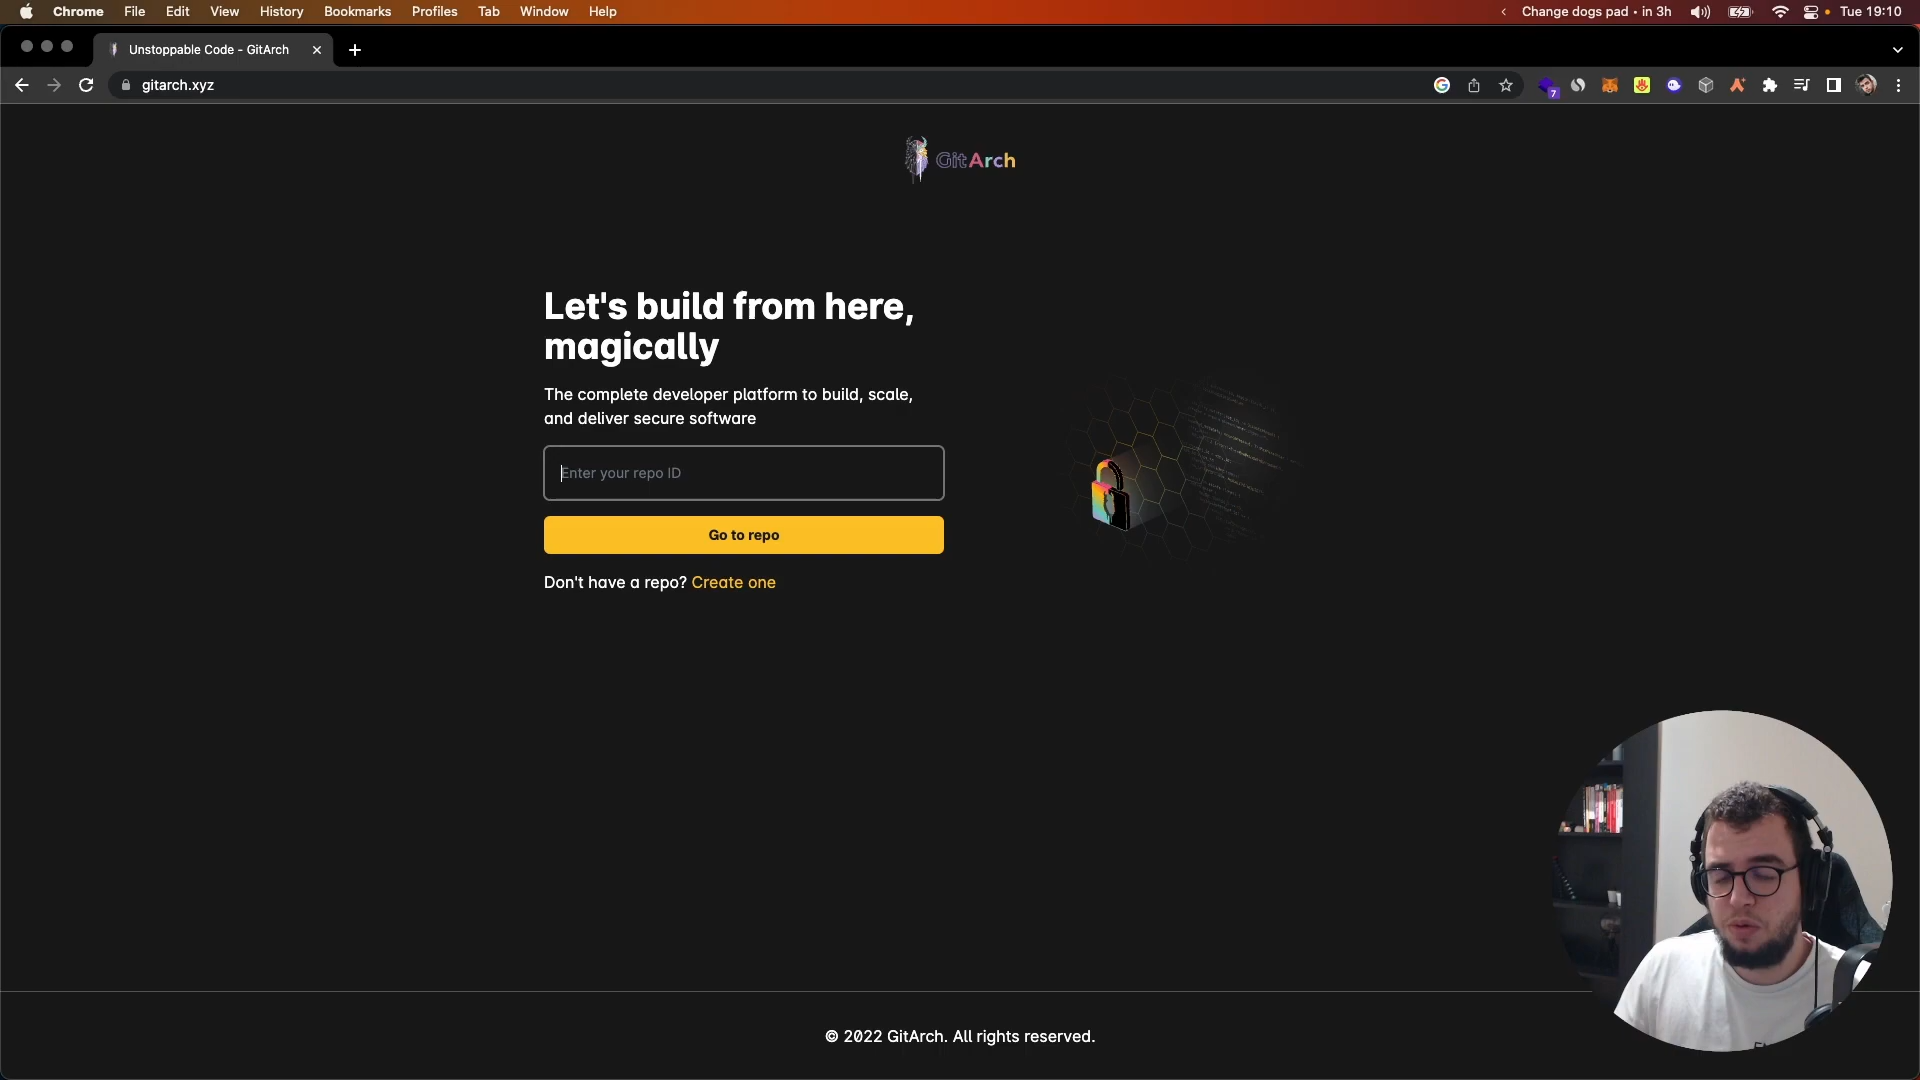 Chrome File Edit View History Bookmarks Profiles Tab Window Help
Change dogs pad • in 3h
Tue 19:10
Unstoppable Code - GitArch
gitarch.xyz
7
GitArch
Let's build from here,
magically
The complete developer platform to build, scale,
and deliver secure software
Enter your repo ID
Go to repo
Don't have a repo? Create one
© 2022 GitArch. All rights reserved.